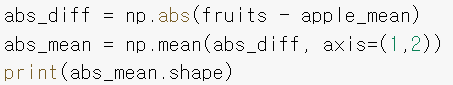 abs_diff = np.abs(fruits - apple_mean)
abs_mean = np.mean(abs_diff, axis=(1,2))
print(abs_mean.shape)